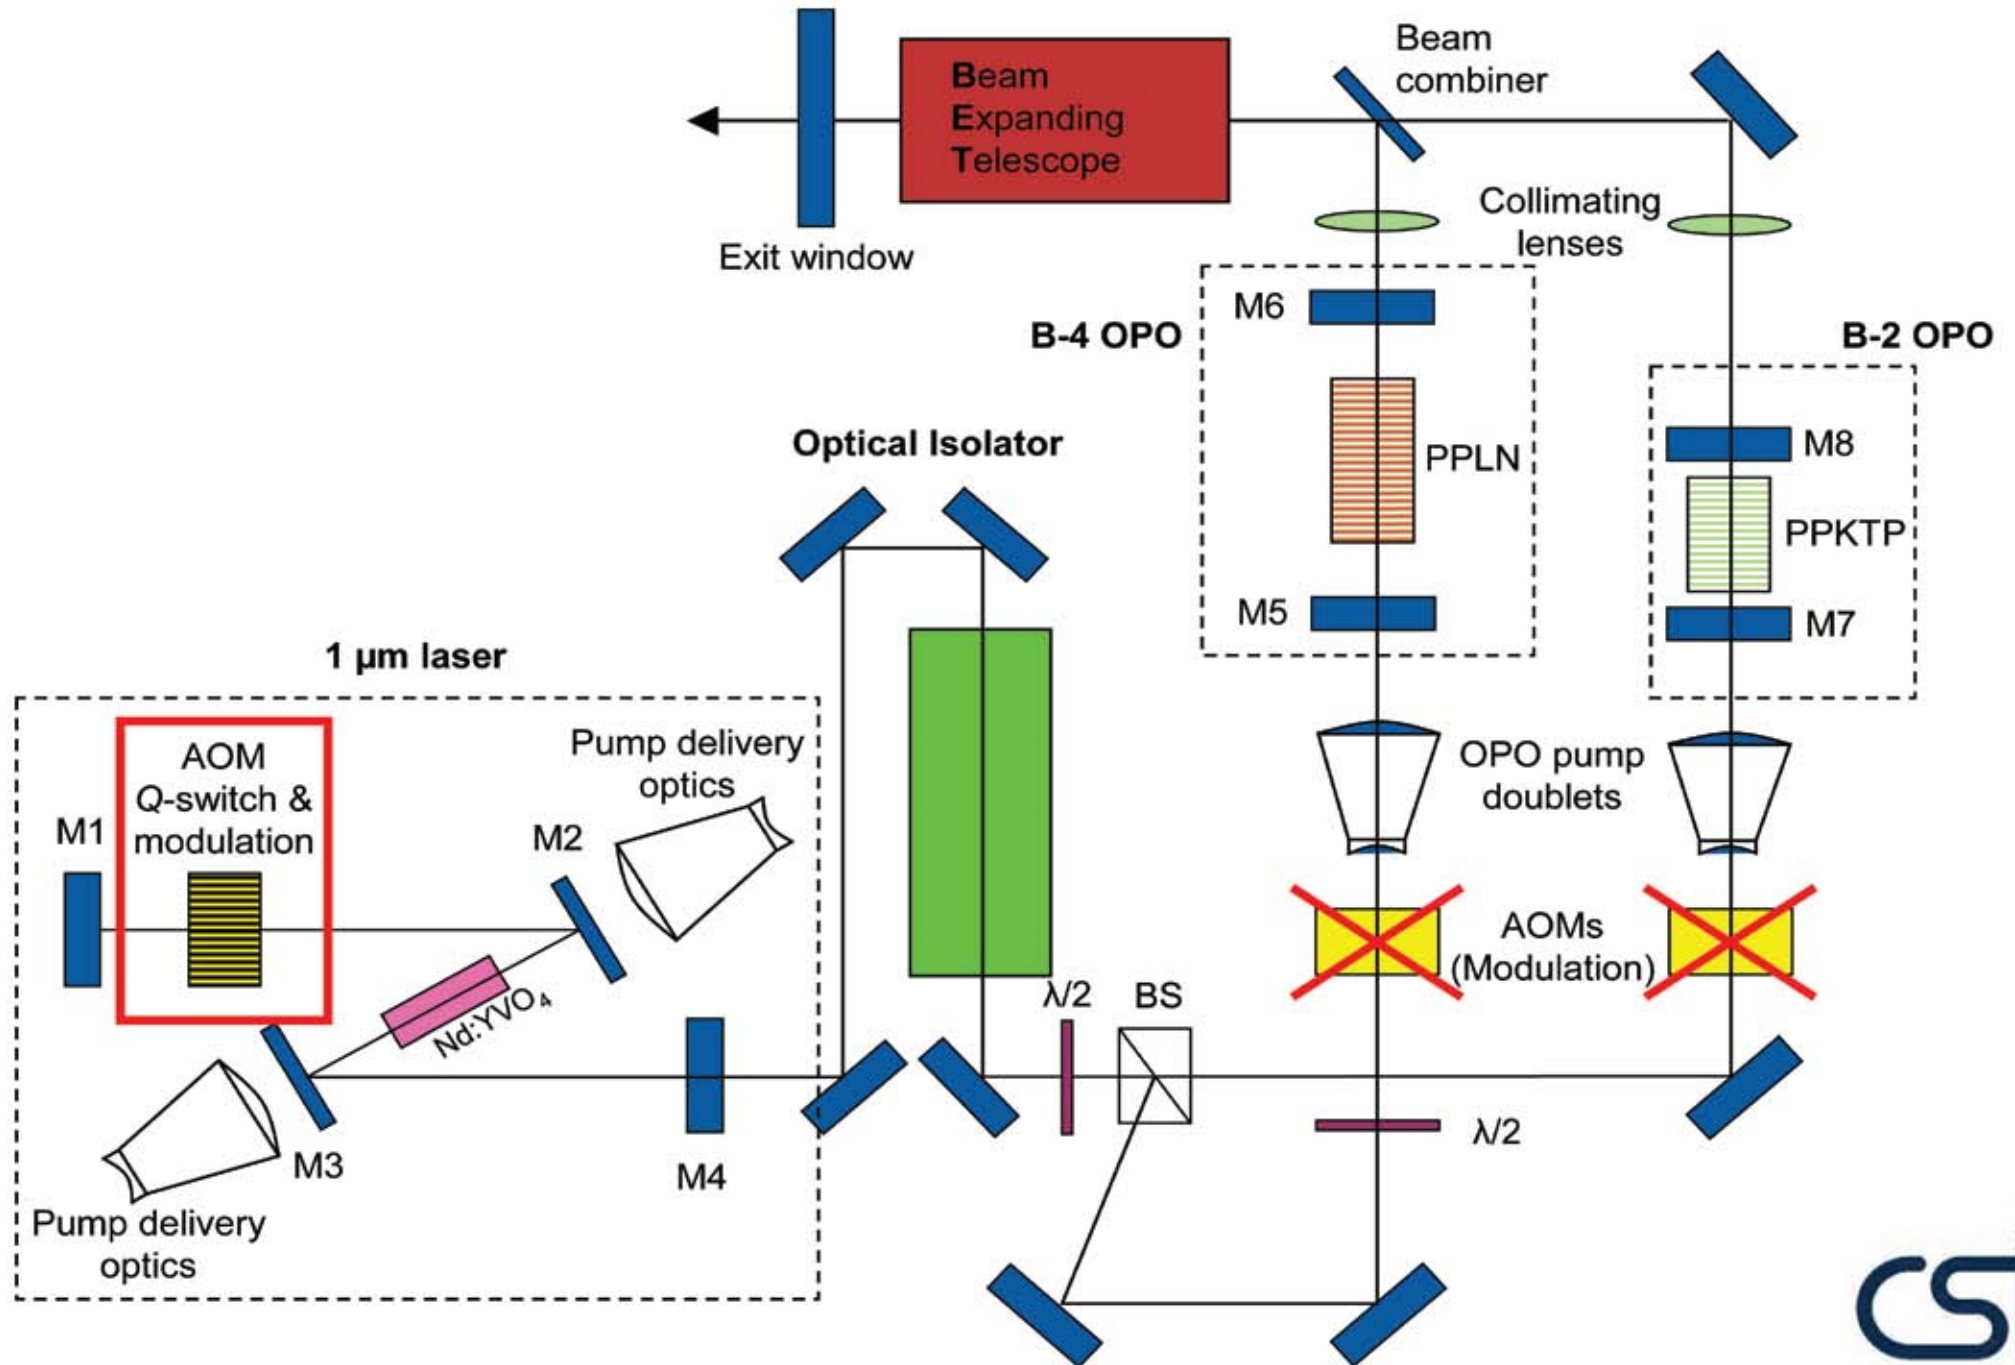 Beam
Expanding
Telescope
Exit window
Beam
combiner
Collimating
lenses
M6
B-4 OPO
B-2 OPO
PPLN
M8
PPKTP
M5
M7
Optical Isolator
1 µm laser
AOM
Q-switch &
modulation
Pump delivery
optics
M1
M2
Nd:YVO₄
OPO pump
doublets
AOMs
(Modulation)
λ/2
BS
λ/2
M3
M4
Pump delivery
optics